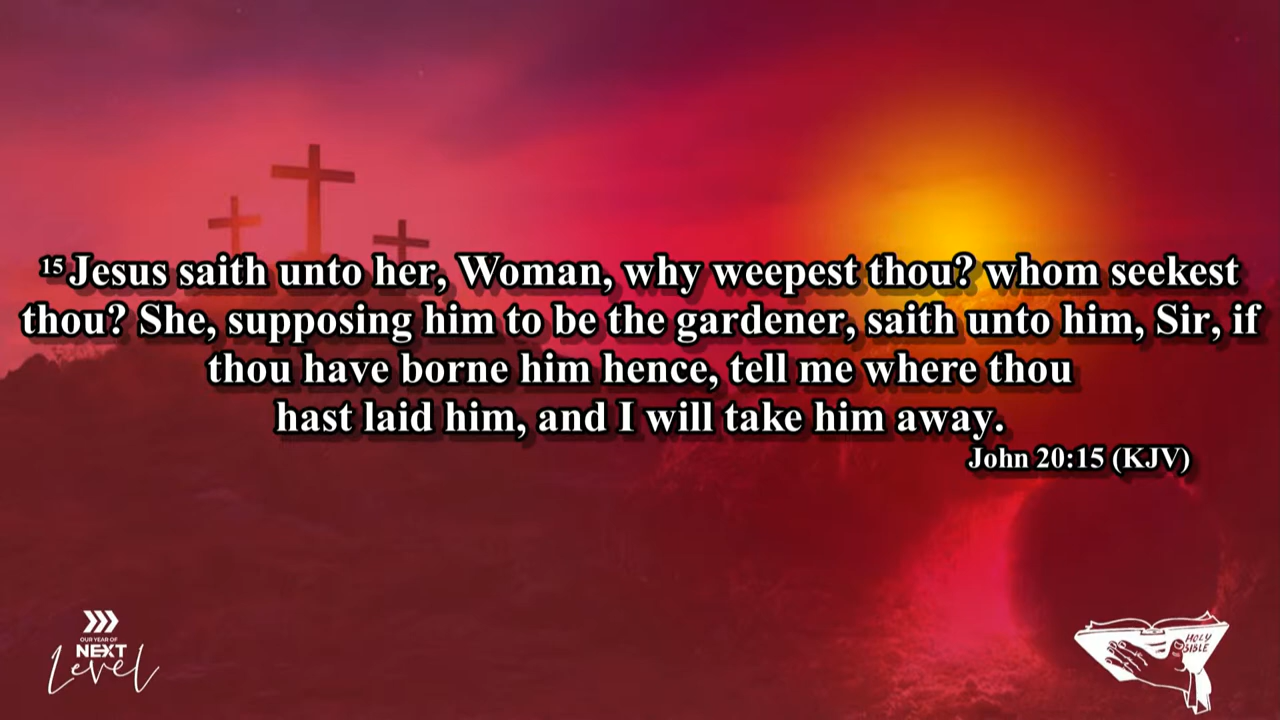 15 Jesus saith unto her, Woman, why weepest thou? whom seekest
thou? She, supposing him to be the gardener, saith unto him, Sir, if
thou have borne him hence, tell me where thou
hast laid him, and I will take him away.
John 20:15 (KJV)
OUR YEAR OF
NEXT
Level
HOLY
BIBLE